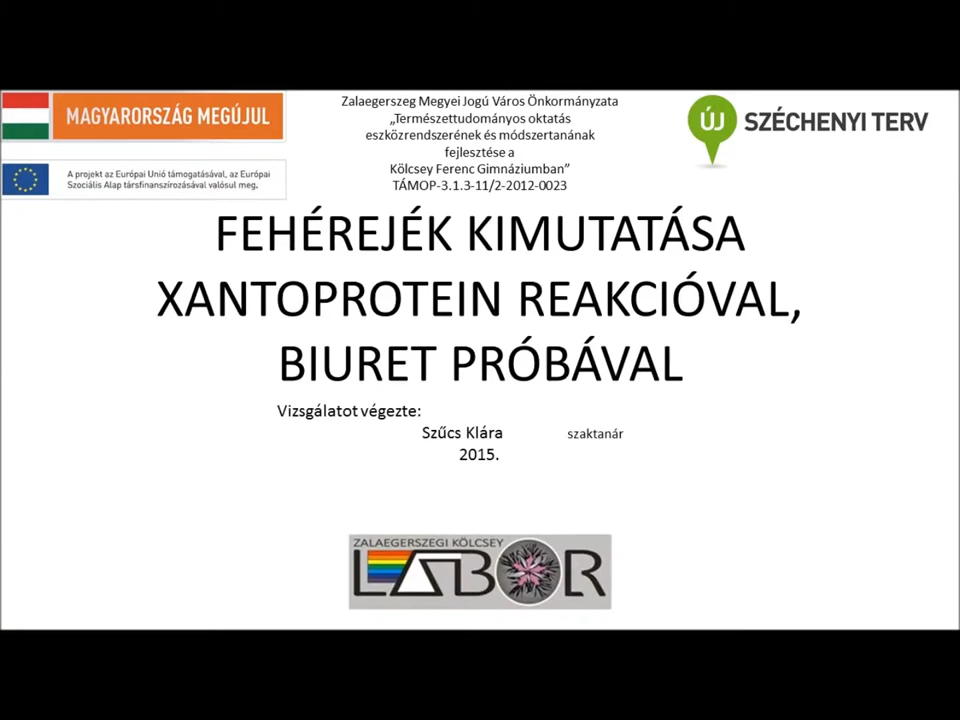 MAGYARORSZÁG MEGÚJUL
A projekt az Európai Unió támogatásával, az Európai
Szociális Alap társfinanszírozásával valósul meg.
Zalaegerszeg Megyei Jogú Város Önkormányzata
„Természettudományos oktatás
eszközrendszerének és módszertanának
fejlesztése a
Kölcsey Ferenc Gimnáziumban”
TÁMOP-3.1.3-11/2-2012-0023
ÚJ SZÉCHENYI TERV
FEHÉREJÉK KIMUTATÁSA
XANTOPROTEIN REAKCIÓVAL,
BIURET PRÓBÁVAL
Vizsgálatot végezte:
Szűcs Klára szaktanár
2015.
ZALAEGERSZEGI KÖLCSEY
LABOR